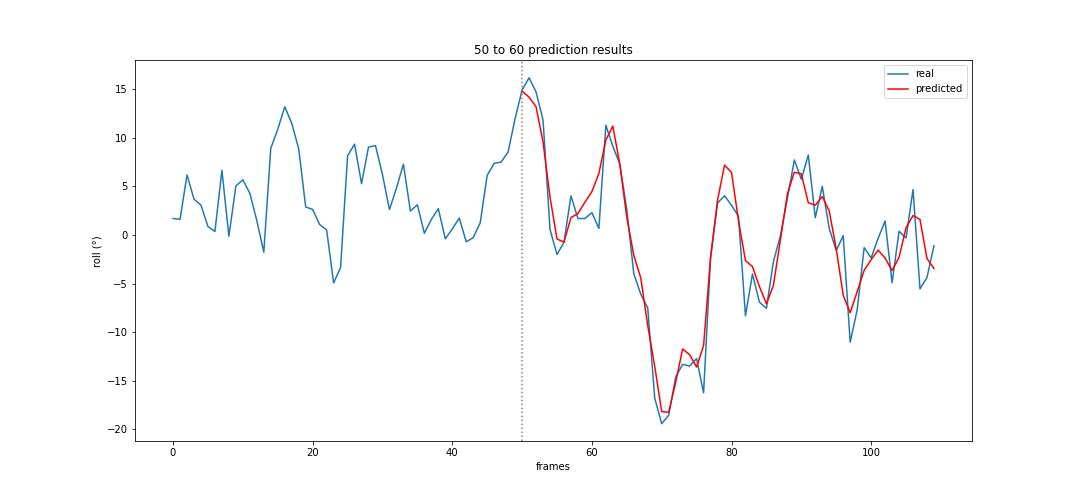 50 to 60 prediction results
real
predicted
roll (°)
15
10
5
0
−5
−10
−15
−20
0 20 40 60 80 100
frames